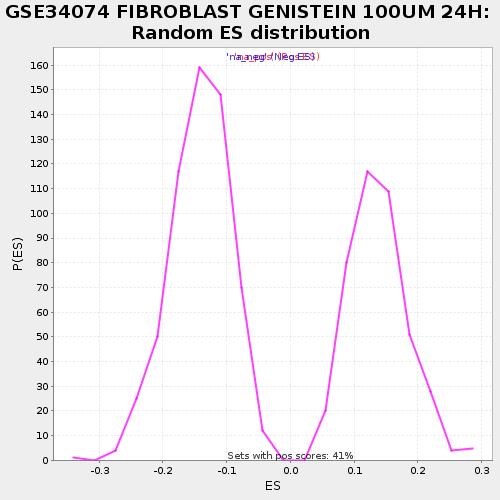 GSE34074 FIBROBLAST GENISTEIN 100UM 24H:
Random ES distribution
160
150
140
130
120
110
100
90
80
70
60
50
40
30
20
10
0
P(ES)
Sets with pos scores: 41%
-0.3 -0.2 -0.1 0.0 0.1 0.2 0.3
ES